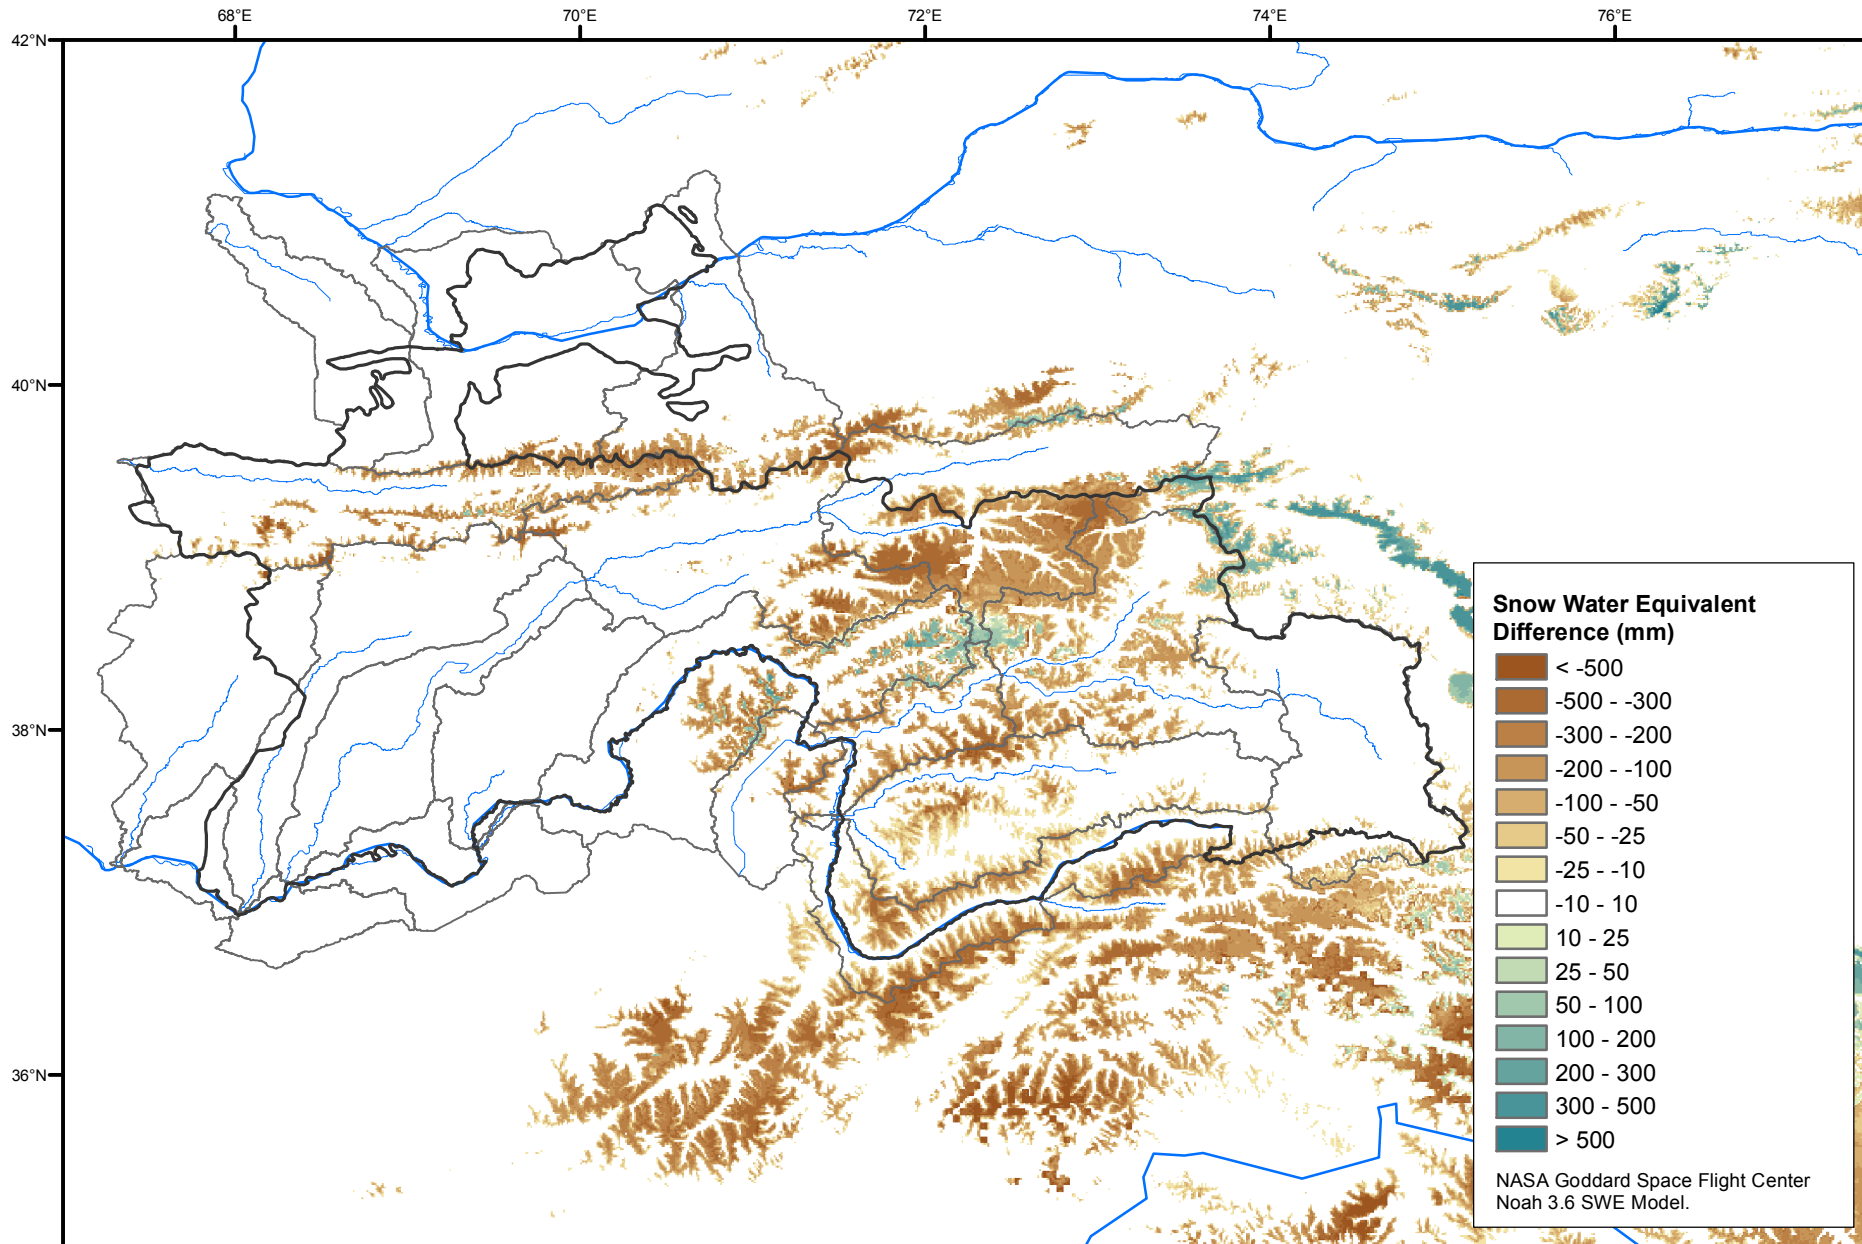 68°E 70°E 72°E 74°E 76°E
42°N
40°N
38°N
36°N
Snow Water Equivalent
Difference (mm)
< -500
-500 - -300
-300 - -200
-200 - -100
-100 - -50
-50 - -25
-25 - -10
-10 - 10
10 - 25
25 - 50
50 - 100
100 - 200
200 - 300
300 - 500
> 500
NASA Goddard Space Flight Center
Noah 3.6 SWE Model.